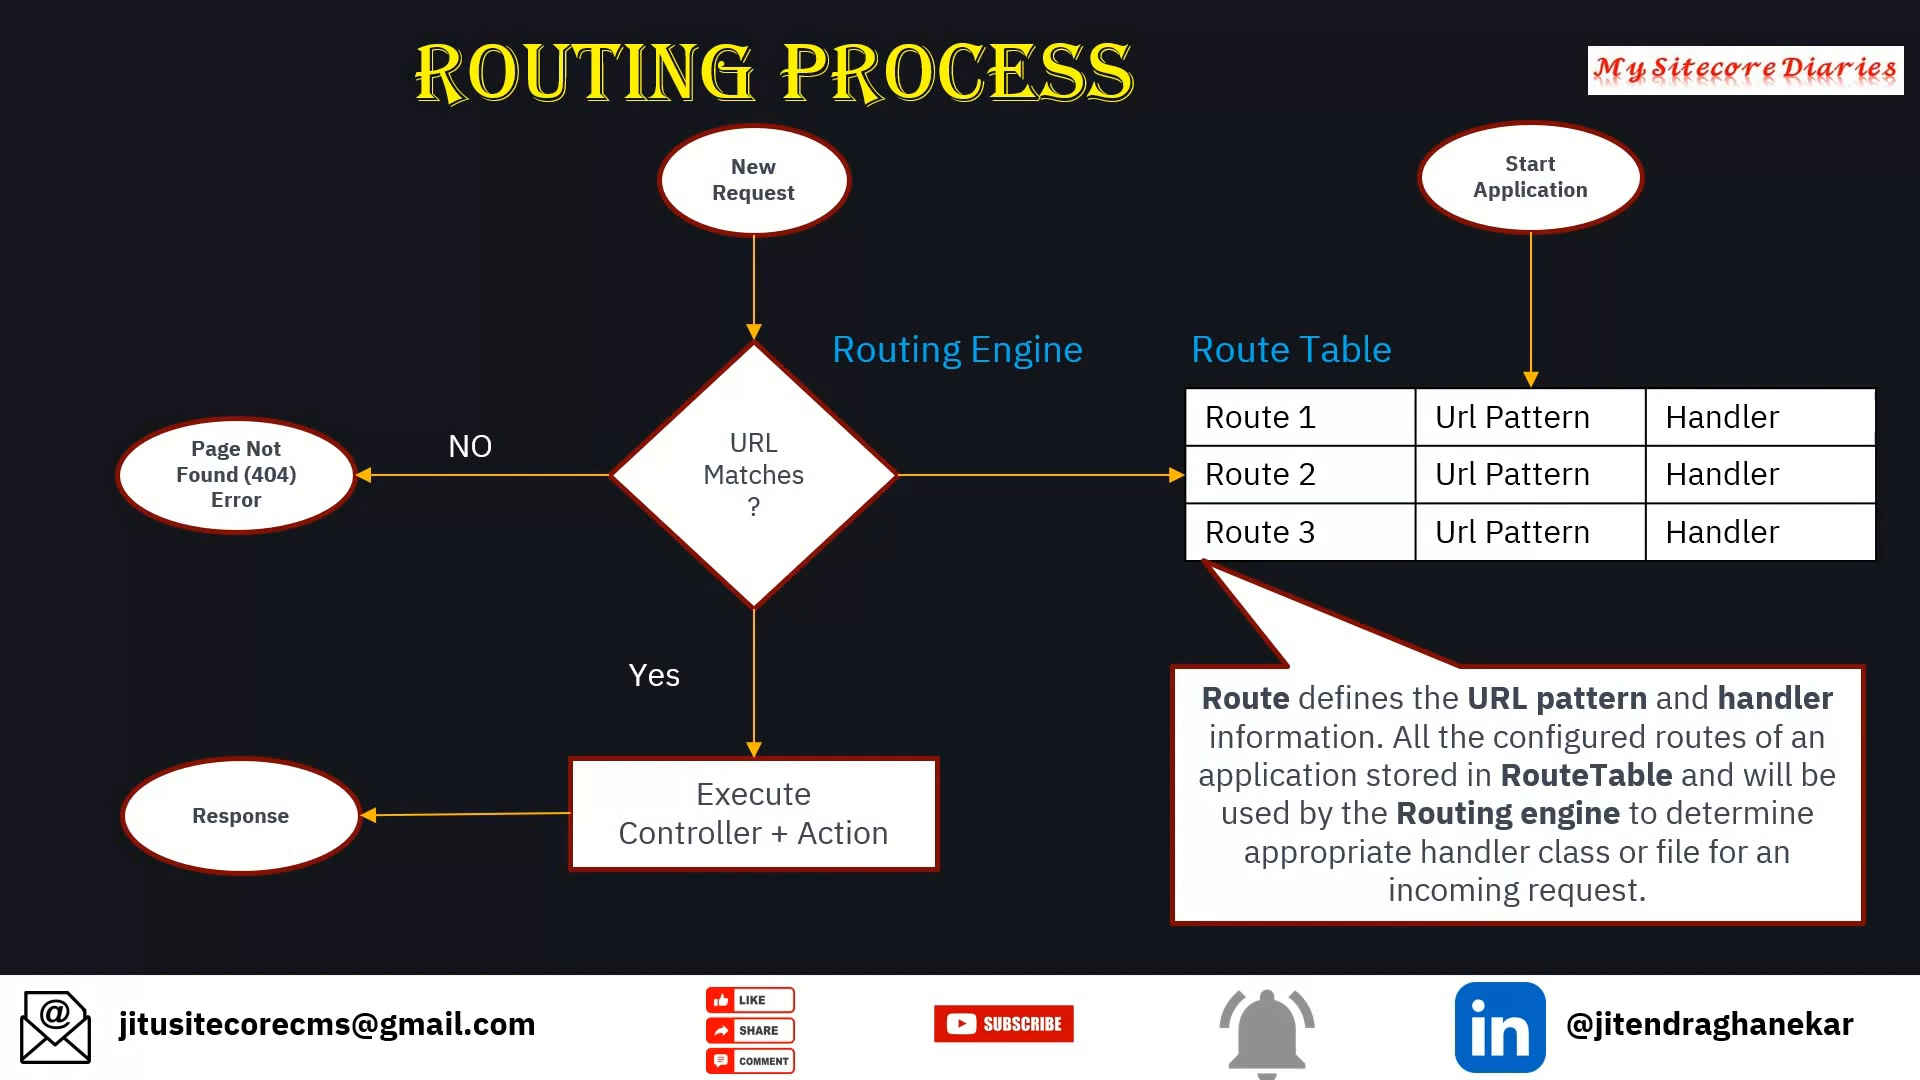 ROUTING PROCESS
My Sitecore Diaries
New
Request
Start
Application
Routing Engine
Route Table
Route 1 Url Pattern Handler
Route 2 Url Pattern Handler
Route 3 Url Pattern Handler
Page Not
Found (404)
Error
NO
URL
Matches
?
Yes
Execute
Controller + Action
Response
Route defines the URL pattern and handler
information. All the configured routes of an
application stored in RouteTable and will be
used by the Routing engine to determine
appropriate handler class or file for an
incoming request.
@
jitusitecorecms@gmail.com
LIKE
SHARE
COMMENT
SUBSCRIBE
in
@jitendraghanekar